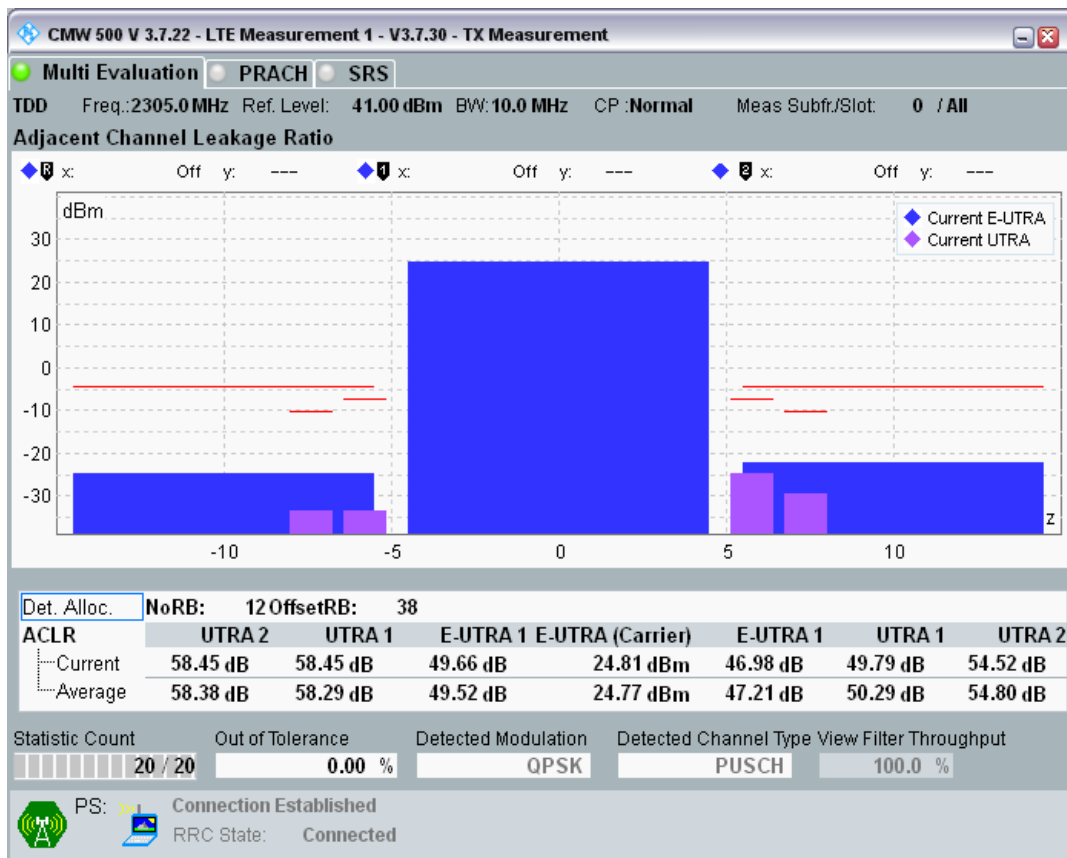 CMW 500 V 3.7.22 - LTE Measurement 1 - V3.7.30 - TX Measurement
Multi Evaluation PRACH SRS
TDD Freq.:2305.0 MHz Ref. Level: 41.00 dBm BW:10.0 MHz CP :Normal Meas Subfr./Slot: 0 / All
Adjacent Channel Leakage Ratio
R x: Off y: --- 1 x: Off y: --- 2 x: Off y: ---
dBm
Current E-UTRA
Current UTRA
30
20
10
0
-10
-20
-30
z
-10 -5 0 5 10
Det. Alloc. NoRB: 12 OffsetRB: 38
ACLR UTRA 2 UTRA 1 E-UTRA 1 E-UTRA (Carrier) E-UTRA 1 UTRA 1 UTRA 2
Current 58.45 dB 58.45 dB 49.66 dB 24.81 dBm 46.98 dB 49.79 dB 54.52 dB
Average 58.38 dB 58.29 dB 49.52 dB 24.77 dBm 47.21 dB 50.29 dB 54.80 dB
Statistic Count Out of Tolerance Detected Modulation Detected Channel Type View Filter Throughput
20 / 20 0.00 % QPSK PUSCH 100.0 %
PS: Connection Established
RRC State: Connected